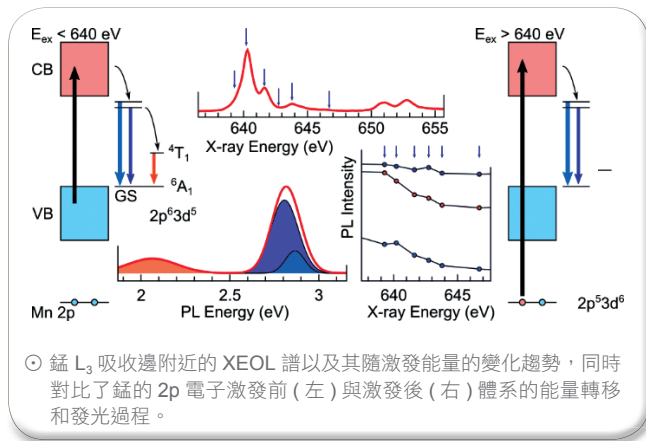 E_ex < 640 eV
E_ex > 640 eV
CB
⁴T₁
⁶A₁
GS
VB
2p⁶3d⁵
Mn 2p
640 645 650 655
X-ray Energy (eV)
PL Intensity
640 645
X-ray Energy (eV)
2 2.5 3
PL Energy (eV)
2p⁵3d⁶
⊙ 錳 L₃ 吸收邊附近的 XEOL 譜以及其隨激發能量的變化趨勢，同時
對比了錳的 2p 電子激發前 ( 左 ) 與激發後 ( 右 ) 體系的能量轉移
和發光過程。